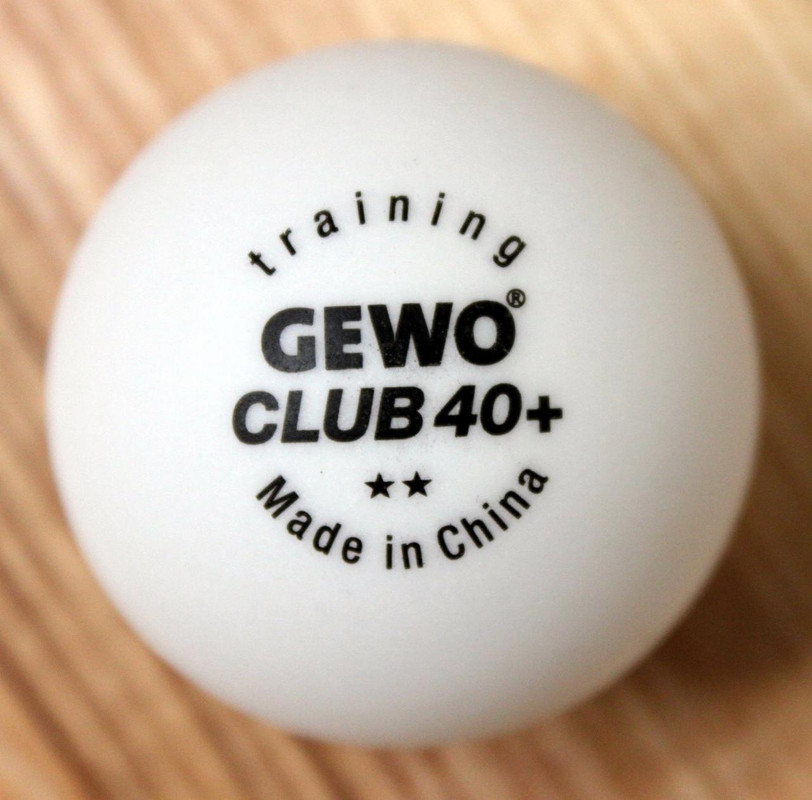 training
GEWO®
CLUB 40+
★★
Made in China